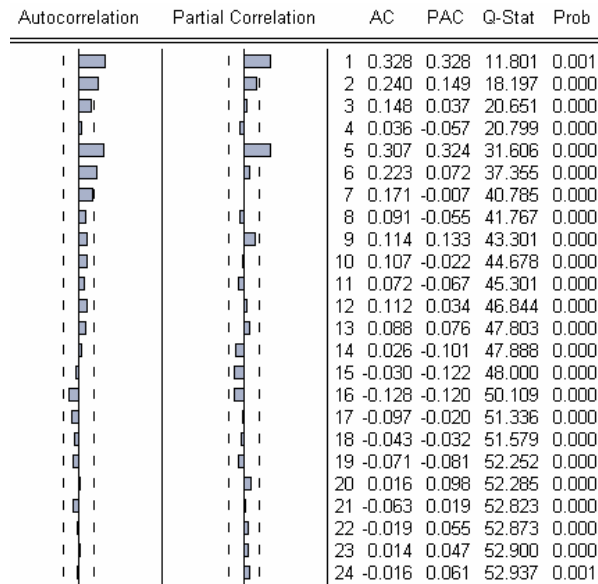 Autocorrelation Partial Correlation AC PAC Q-Stat Prob
1 0.328 0.328 11.801 0.001
2 0.240 0.149 18.197 0.000
3 0.148 0.037 20.651 0.000
4 0.036 -0.057 20.799 0.000
5 0.307 0.324 31.606 0.000
6 0.223 0.072 37.355 0.000
7 0.171 -0.007 40.785 0.000
8 0.091 -0.055 41.767 0.000
9 0.114 0.133 43.301 0.000
10 0.107 -0.022 44.678 0.000
11 0.072 -0.067 45.301 0.000
12 0.112 0.034 46.844 0.000
13 0.088 0.076 47.803 0.000
14 0.026 -0.101 47.888 0.000
15 -0.030 -0.122 48.000 0.000
16 -0.128 -0.120 50.109 0.000
17 -0.097 -0.020 51.336 0.000
18 -0.043 -0.032 51.579 0.000
19 -0.071 -0.081 52.252 0.000
20 0.016 0.098 52.285 0.000
21 -0.063 0.019 52.823 0.000
22 -0.019 0.055 52.873 0.000
23 0.014 0.047 52.900 0.000
24 -0.016 0.061 52.937 0.001